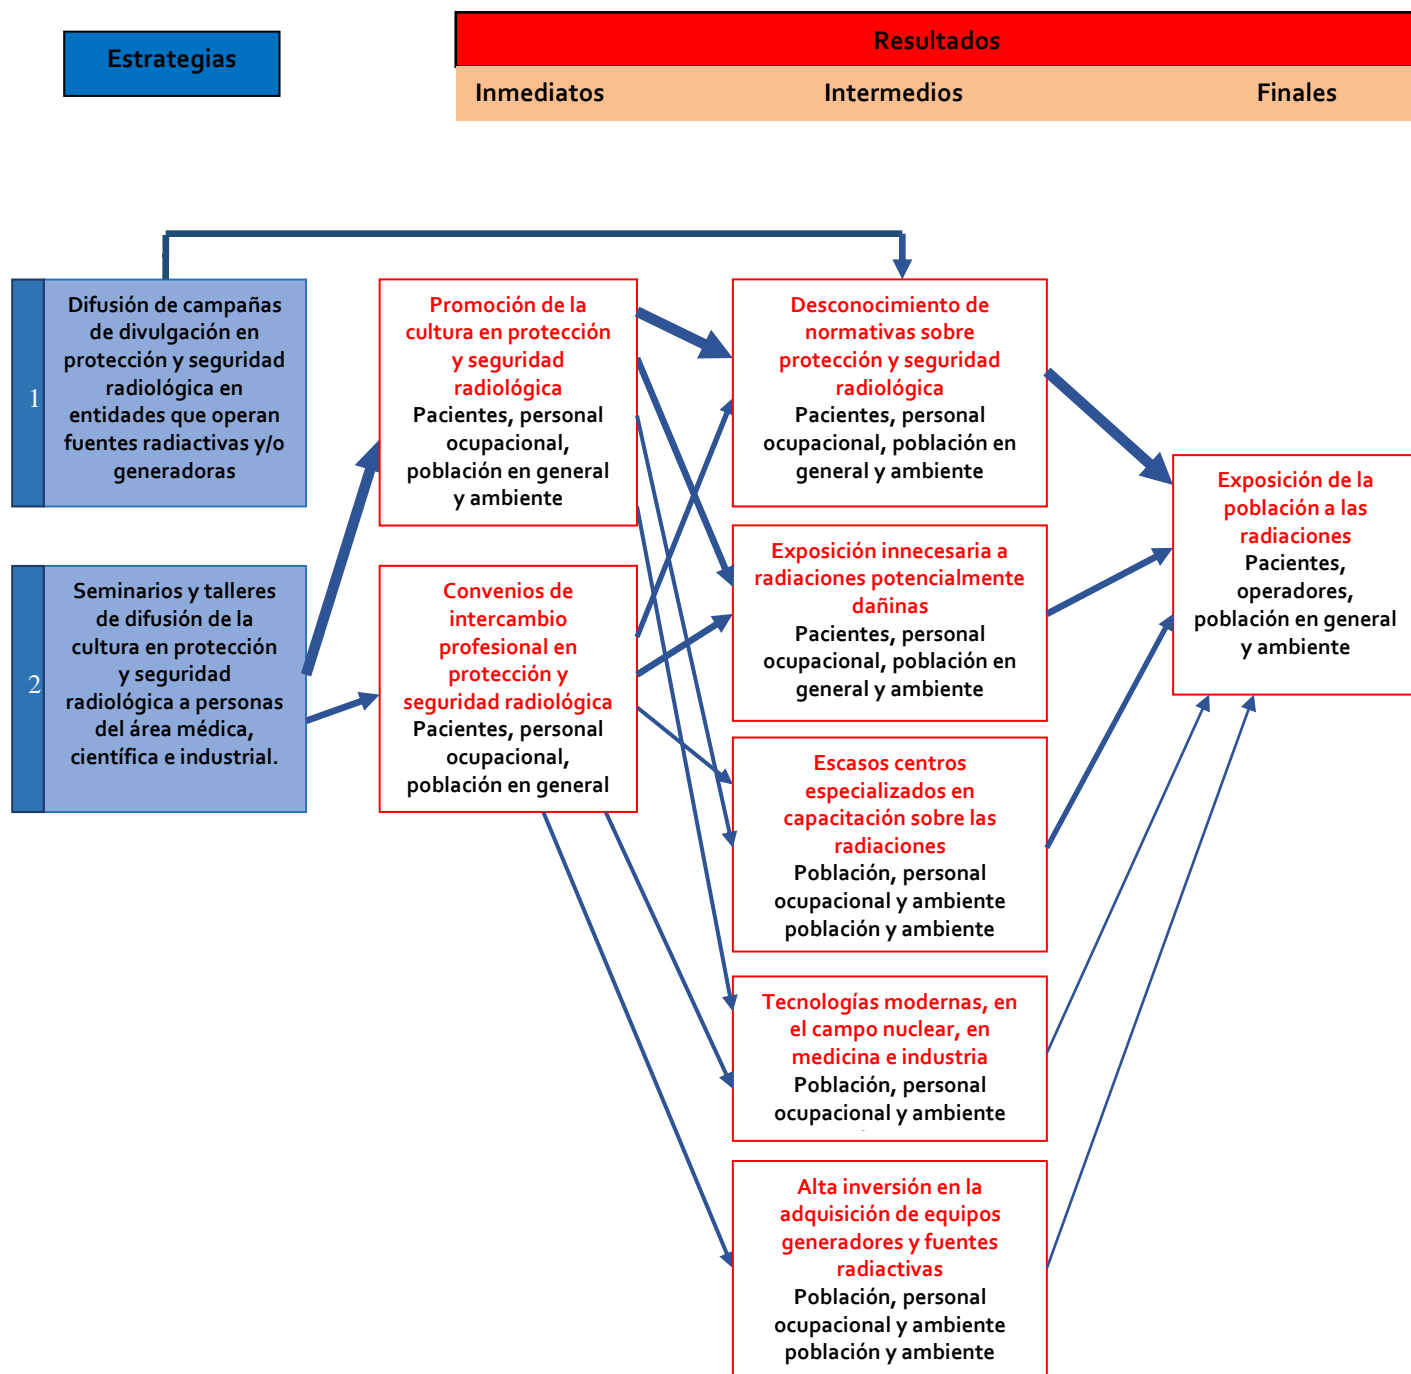 Estrategias
Resultados
Inmediatos
Intermedios
Finales
1
Difusión de campañas
de divulgación en
protección y seguridad
radiológica en
entidades que operan
fuentes radiactivas y/o
generadoras
2
Seminarios y talleres
de difusión de la
cultura en protección
y seguridad
radiológica a personas
del área médica,
científica e industrial.
Promoción de la
cultura en protección
y seguridad
radiológica
Pacientes, personal
ocupacional,
población en general
y ambiente
Convenios de
intercambio
profesional en
protección y
seguridad radiológica
Pacientes, personal
ocupacional,
población en general
Desconocimiento de
normativas sobre
protección y seguridad
radiológica
Pacientes, personal
ocupacional, población en
general y ambiente
Exposición innecesaria a
radiaciones potencialmente
dañinas
Pacientes, personal
ocupacional, población en
general y ambiente
Escasos centros
especializados en
capacitación sobre las
radiaciones
Población, personal
ocupacional y ambiente
población y ambiente
Tecnologías modernas, en
el campo nuclear, en
medicina e industria
Población, personal
ocupacional y ambiente
Alta inversión en la
adquisición de equipos
generadores y fuentes
radiactivas
Población, personal
ocupacional y ambiente
población y ambiente
Exposición de la
población a las
radiaciones
Pacientes,
operadores,
población en general
y ambiente